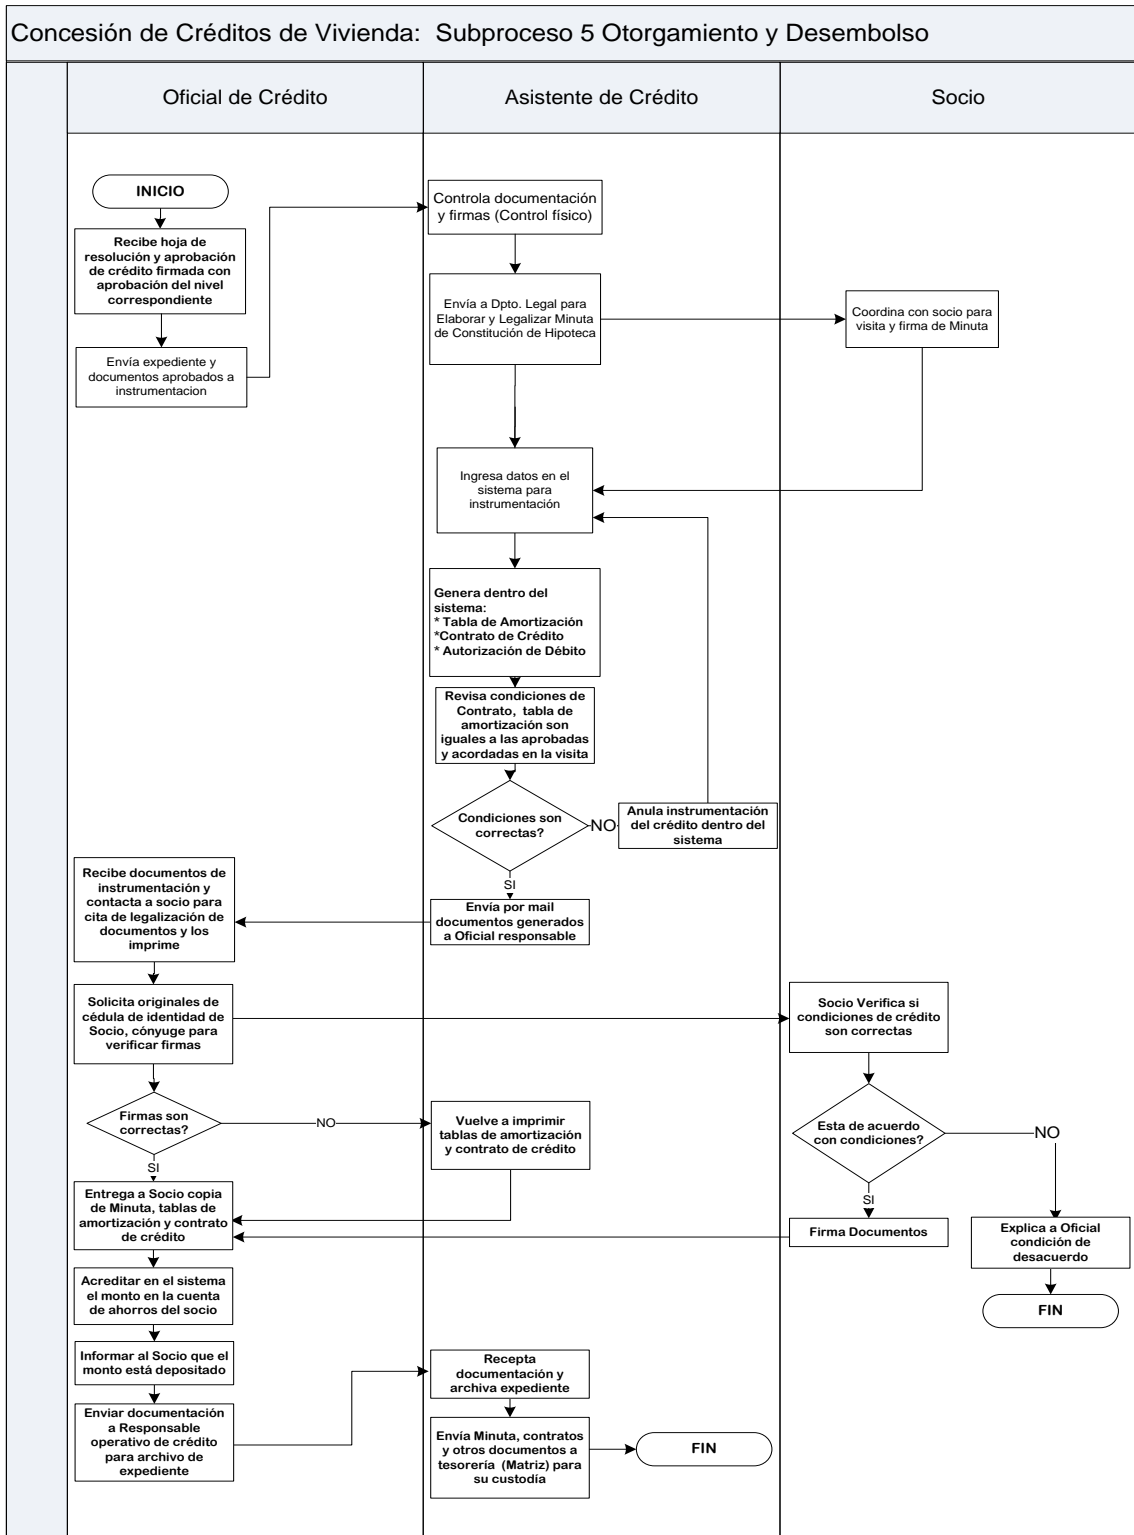 Concesión de Créditos de Vivienda:  Subproceso 5 Otorgamiento y Desembolso
Oficial de Crédito
Asistente de Crédito
Socio
INICIO
Recibe hoja de
resolución y aprobación
de crédito firmada con
aprobación del nivel
correspondiente
Envía expediente y
documentos aprobados a
instrumentacion
Controla documentación
y firmas (Control físico)
Envía a Dpto. Legal para
Elaborar y Legalizar Minuta
de Constitución de Hipoteca
Coordina con socio para
visita y firma de Minuta
Ingresa datos en el
sistema para
instrumentación
Genera dentro del
sistema:
* Tabla de Amortización
*Contrato de Crédito
* Autorización de Débito
Revisa condiciones de
Contrato,  tabla de
amortización son
iguales a las aprobadas
y acordadas en la visita
Condiciones son
correctas?
NO
Anula instrumentación
del crédito dentro del
sistema
SI
Envía por mail
documentos generados
a Oficial responsable
Recibe documentos de
instrumentación y
contacta a socio para
cita de legalización de
documentos y los
imprime
Solicita originales de
cédula de identidad de
Socio, cónyuge para
verificar firmas
Socio Verifica si
condiciones de crédito
son correctas
Firmas son
correctas?
NO
Vuelve a imprimir
tablas de amortización
y contrato de crédito
Esta de acuerdo
con condiciones?
NO
SI
SI
Entrega a Socio copia
de Minuta, tablas de
amortización y contrato
de crédito
Firma Documentos
Explica a Oficial
condición de
desacuerdo
FIN
Acreditar en el sistema
el monto en la cuenta
de ahorros del socio
Informar al Socio que el
monto está depositado
Enviar documentación
a Responsable
operativo de crédito
para archivo de
expediente
Recepta
documentación y
archiva expediente
Envía Minuta, contratos
y otros documentos a
tesorería  (Matriz) para
su custodía
FIN